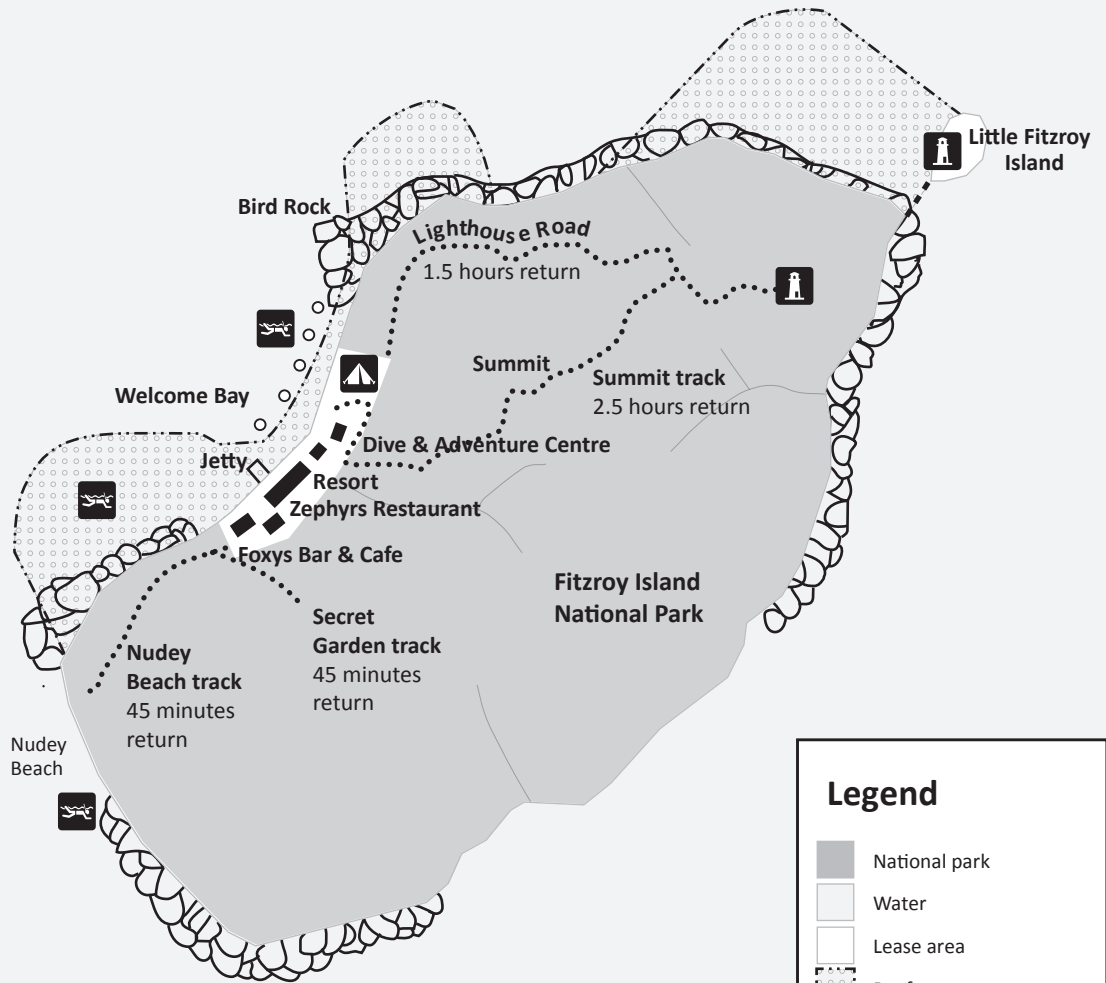 Little Fitzroy
Island
Bird Rock
Lighthouse Road
1.5 hours return
Summit
Summit track
2.5 hours return
Welcome Bay
Dive & Adventure Centre
Jetty
Resort
Zephyrs Restaurant
Foxys Bar & Cafe
Fitzroy Island
National Park
Secret
Garden track
45 minutes
return
Nudey
Beach track
45 minutes
return
Nudey
Beach
Legend
National park
Water
Lease area